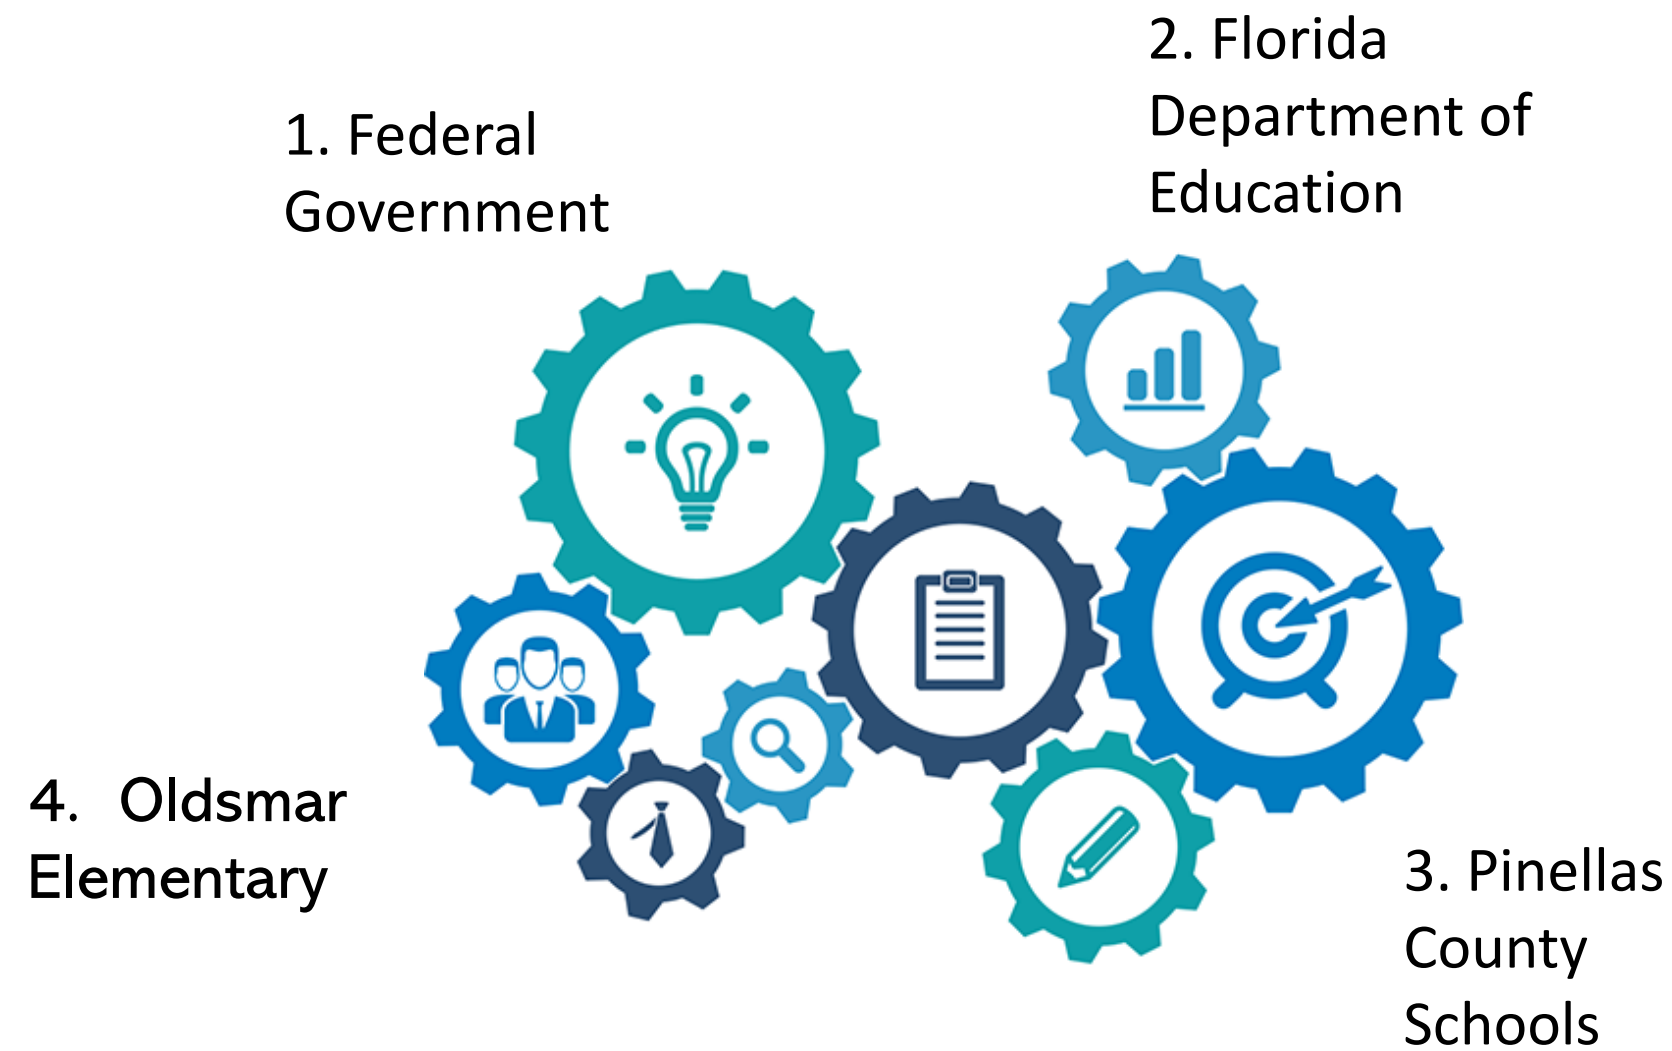 1. Federal
Government
2. Florida
Department of
Education
3. Pinellas
County
Schools
4. Oldsmar
Elementary